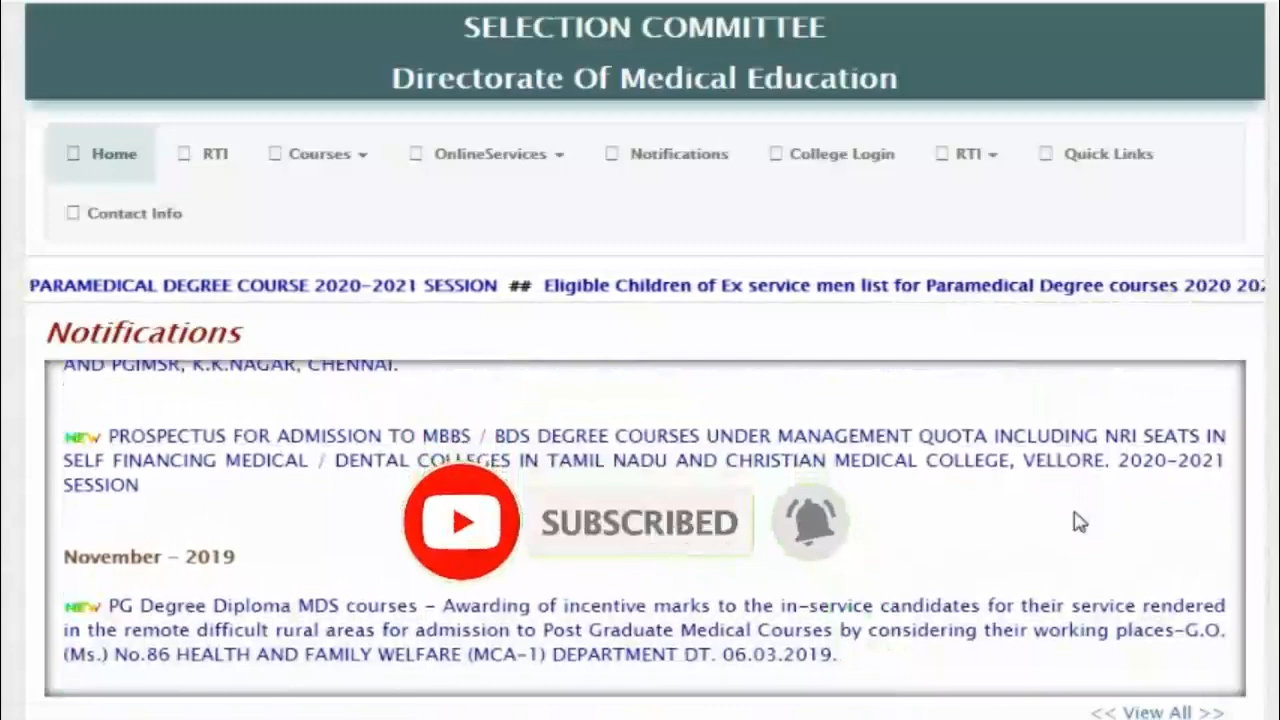 SELECTION COMMITTEE
Directorate Of Medical Education
Home RTI Courses OnlineServices Notifications College Login RTI Quick Links
Contact Info
PARAMEDICAL DEGREE COURSE 2020-2021 SESSION ## Eligible Children of Ex service men list for Paramedical Degree courses 2020 202
Notifications
AND PGIMSR, K.K.NAGAR, CHENNAI.
NEW PROSPECTUS FOR ADMISSION TO MBBS / BDS DEGREE COURSES UNDER MANAGEMENT QUOTA INCLUDING NRI SEATS IN
SELF FINANCING MEDICAL / DENTAL COLLEGES IN TAMIL NADU AND CHRISTIAN MEDICAL COLLEGE, VELLORE. 2020-2021
SESSION
SUBSCRIBED
November - 2019
NEW PG Degree Diploma MDS courses - Awarding of incentive marks to the in-service candidates for their service rendered
in the remote difficult rural areas for admission to Post Graduate Medical Courses by considering their working places-G.O.
(Ms.) No.86 HEALTH AND FAMILY WELFARE (MCA-1) DEPARTMENT DT. 06.03.2019.
<< View All >>